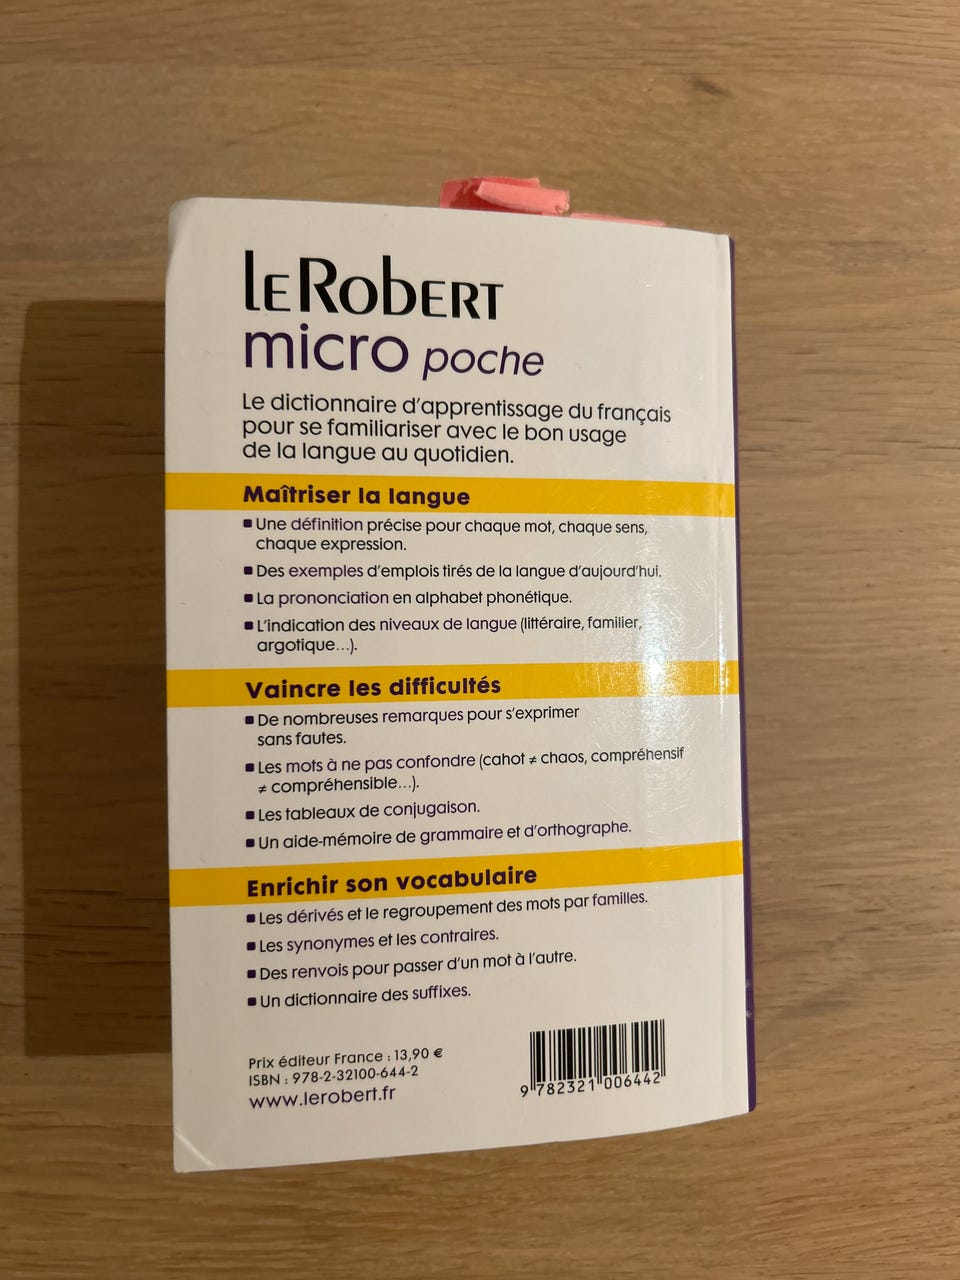 LE ROBERT
micro poche
Le dictionnaire d'apprentissage du français
pour se familiariser avec le bon usage
de la langue au quotidien.
Maîtriser la langue
■ Une définition précise pour chaque mot, chaque sens,
chaque expression.
■ Des exemples d'emplois tirés de la langue d'aujourd'hui.
■ La prononciation en alphabet phonétique.
■ L'indication des niveaux de langue (littéraire, familier,
argotique...).
Vaincre les difficultés
■ De nombreuses remarques pour s'exprimer
sans fautes.
■ Les mots à ne pas confondre (cahot ≠ chaos, compréhensif
≠ compréhensible...).
■ Les tableaux de conjugaison.
■ Un aide-mémoire de grammaire et d'orthographe.
Enrichir son vocabulaire
■ Les dérivés et le regroupement des mots par familles.
■ Les synonymes et les contraires.
■ Des renvois pour passer d'un mot à l'autre.
■ Un dictionnaire des suffixes.
Prix éditeur France : 13,90 €
ISBN : 978-2-32100-644-2
www.lerobert.fr
9 782321 006442